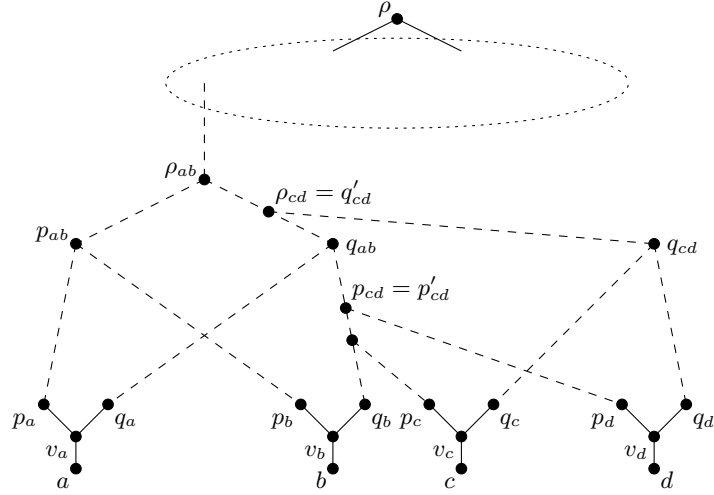 ρ
ρ_ab
ρ_cd = q′_cd
p_ab
q_ab
q_cd
p_cd = p′_cd
p_a
q_a
p_b
q_b
p_c
q_c
p_d
q_d
v_a
v_b
v_c
v_d
a
b
c
d